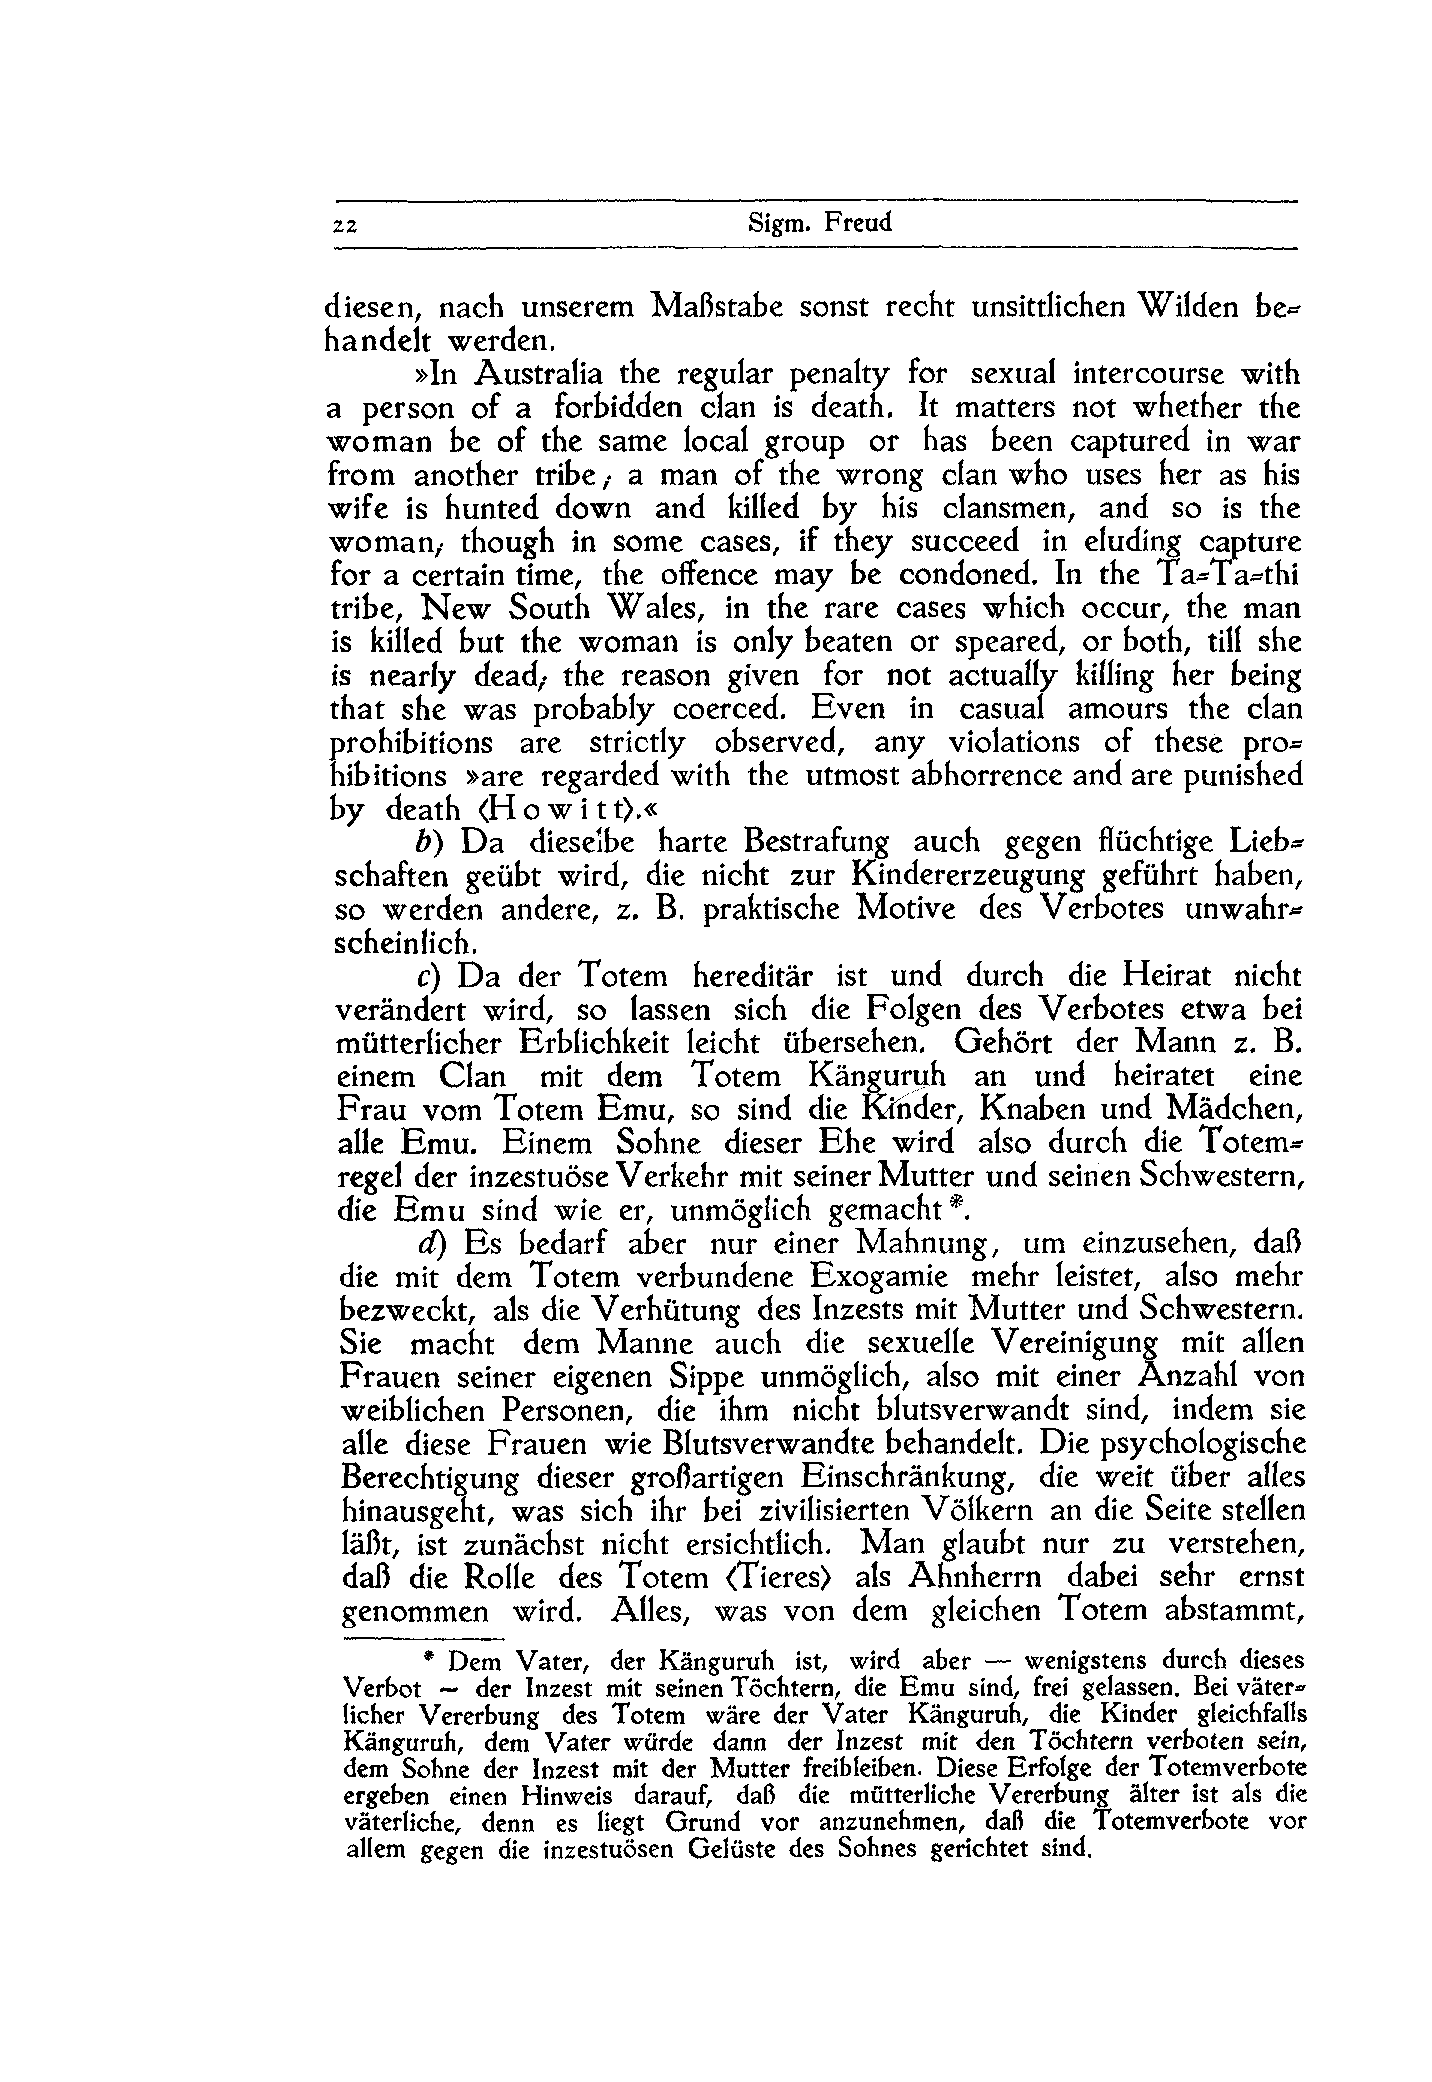 22 Sigm. Freud
diesen, nach unserem Maßstabe sonst recht unsittlichen Wilden be-
handelt werden.
»In Australia the regular penalty for sexual intercourse with
a person of a forbidden clan is death. It matters not whether the
woman be of the same local group or has been captured in war
from another tribe; a man of the wrong clan who uses her as his
wife is hunted down and killed by his clansmen, and so is the
woman; though in some cases, if they succeed in eluding capture
for a certain time, the offence may be condoned. In the Ta-Ta-thi
tribe, New South Wales, in the rare cases which occur, the man
is killed but the woman is only beaten or speared, or both, till she
is nearly dead; the reason given for not actually killing her being
that she was probably coerced. Even in casual amours the clan
prohibitions are strictly observed, any violations of these pro-
hibitions »are regarded with the utmost abhorrence and are punished
by death (Howitt).«
b) Da dieselbe harte Bestrafung auch gegen flüchtige Lieb-
schaften geübt wird, die nicht zur Kindererzeugung geführt haben,
so werden andere, z. B. praktische Motive des Verbotes unwahr-
scheinlich.
c) Da der Totem hereditär ist und durch die Heirat nicht
verändert wird, so lassen sich die Folgen des Verbotes etwa bei
mütterlicher Erblichkeit leicht übersehen. Gehört der Mann z. B.
einem Clan mit dem Totem Känguruh an und heiratet eine
Frau vom Totem Emu, so sind die Kinder, Knaben und Mädchen,
alle Emu. Einem Sohne dieser Ehe wird also durch die Totem-
regel der inzestuöse Verkehr mit seiner Mutter und seinen Schwestern,
die Emu sind wie er, unmöglich gemacht*.
d) Es bedarf aber nur einer Mahnung, um einzusehen, daß
die mit dem Totem verbundene Exogamie mehr leistet, also mehr
bezweckt, als die Verhütung des Inzests mit Mutter und Schwestern.
Sie macht dem Manne auch die sexuelle Vereinigung mit allen
Frauen seiner eigenen Sippe unmöglich, also mit einer Anzahl von
weiblichen Personen, die ihm nicht blutsverwandt sind, indem sie
alle diese Frauen wie Blutsverwandte behandelt. Die psychologische
Berechtigung dieser großartigen Einschränkung, die weit über alles
hinausgeht, was sich ihr bei zivilisierten Völkern an die Seite stellen
läßt, ist zunächst nicht ersichtlich. Man glaubt nur zu verstehen,
daß die Rolle des Totem (Tieres) als Ahnherrn dabei sehr ernst
genommen wird. Alles, was von dem gleichen Totem abstammt,
* Dem Vater, der Känguruh ist, wird aber — wenigstens durch dieses
Verbot — der Inzest mit seinen Töchtern, die Emu sind, frei gelassen. Bei väter-
licher Vererbung des Totem wäre der Vater Känguruh, die Kinder gleichfalls
Känguruh, dem Vater würde dann der Inzest mit den Töchtern verboten sein,
dem Sohne der Inzest mit der Mutter freibleiben. Diese Erfolge der Totemverbote
ergeben einen Hinweis darauf, daß die mütterliche Vererbung älter ist als die
väterliche, denn es liegt Grund vor anzunehmen, daß die Totemverbote vor
allem gegen die inzestuösen Gelüste des Sohnes gerichtet sind.